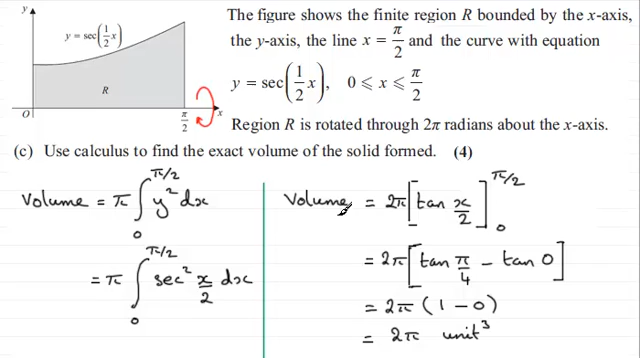 y
y = sec(1/2 x)
R
O
π/2
x
The figure shows the finite region R bounded by the x-axis,
the y-axis, the line x = π/2 and the curve with equation
y = sec(1/2 x),  0 ⩽ x ⩽ π/2
Region R is rotated through 2π radians about the x-axis.
(c) Use calculus to find the exact volume of the solid formed. (4)
Volume = π ∫₀^(π/2) y² dx
= π ∫₀^(π/2) sec² x/2 dx
Volume = 2π [tan x/2]₀^(π/2)
= 2π [tan π/4 − tan 0]
= 2π (1 − 0)
= 2π unit³